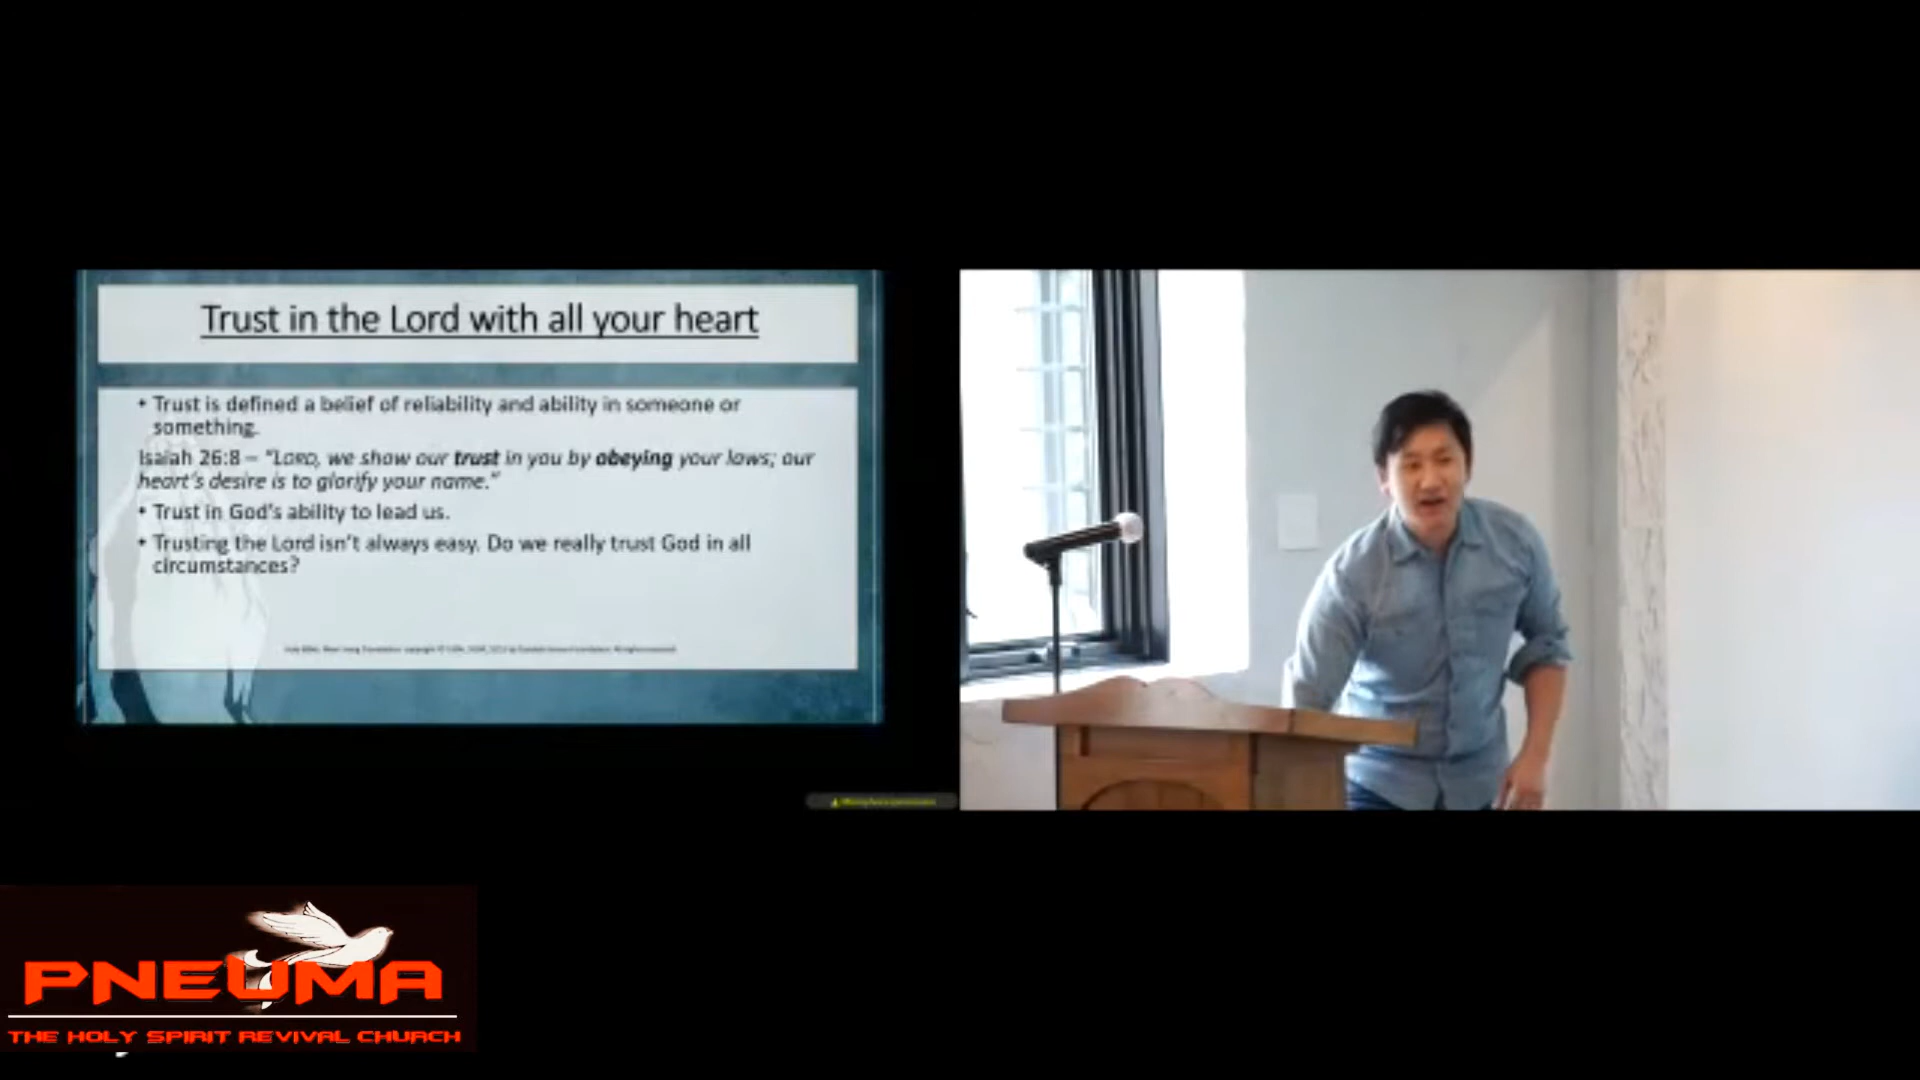 Trust in the Lord with all your heart
• Trust is defined a belief of reliability and ability in someone or
something.
Isaiah 26:8 – "LORD, we show our trust in you by obeying your laws; our
heart's desire is to glorify your name."
• Trust in God's ability to lead us.
• Trusting the Lord isn't always easy. Do we really trust God in all
circumstances?
PNEUMA
THE HOLY SPIRIT REVIVAL CHURCH